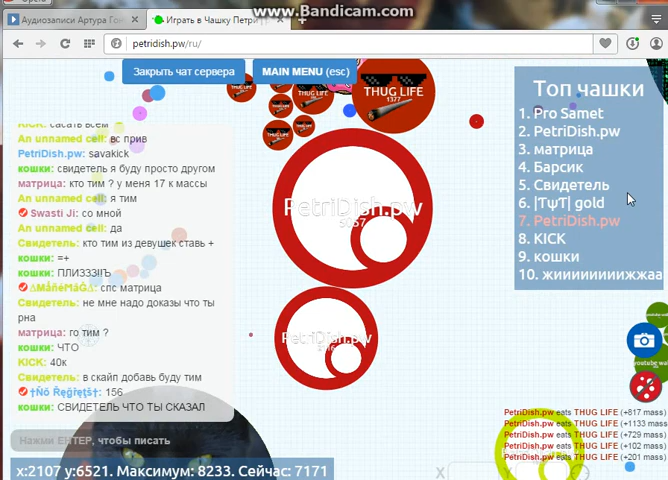 www.Bandicam.com
Аудиозаписи Артура Гом
Играть в Чашку Петри
petridish.pw/ru/
Закрыть чат сервера
MAIN MENU (esc)
KICK: сасать всем
An unnamed cell: вс прив
PetriDish.pw: savakick
кошки: свидетель я буду просто другом
матрица: кто тим ? у меня 17 к массы
An unnamed cell: я тим
Swasti Ji: со мной
An unnamed cell: да
Свидетель: кто тим из девушек ставь +
кошки: =+
кошки: ПЛИЗЗЗІІЪ
спс матрица
Свидетель: не мне надо доказы что ты
рна
матрица: го тим ?
кошки: ЧТО
KICK: 40к
Свидетель: в скайп добавь буду тим
156
кошки: СВИДЕТЕЛЬ ЧТО ТЫ СКАЗАЛ
Нажми ЕНТЕР, чтобы писать
x:2107 y:6521. Максимум: 8233. Сейчас: 7171
THUG LIFE
1377
THUG LIFE
PetriDish.pw
5057
PetriDish.pw
Топ чашки
1. Pro Samet
2. PetriDish.pw
3. матрица
4. Барсик
5. Свидетель
6. |TψT| gold
7. PetriDish.pw
8. KICK
9. кошки
10. жииииииижжаа
PetriDish.pw eats THUG LIFE (+817 mass)
PetriDish.pw eats THUG LIFE (+1133 mass)
PetriDish.pw eats THUG LIFE (+729 mass)
PetriDish.pw eats THUG LIFE (+102 mass)
PetriDish.pw eats THUG LIFE (+201 mass)